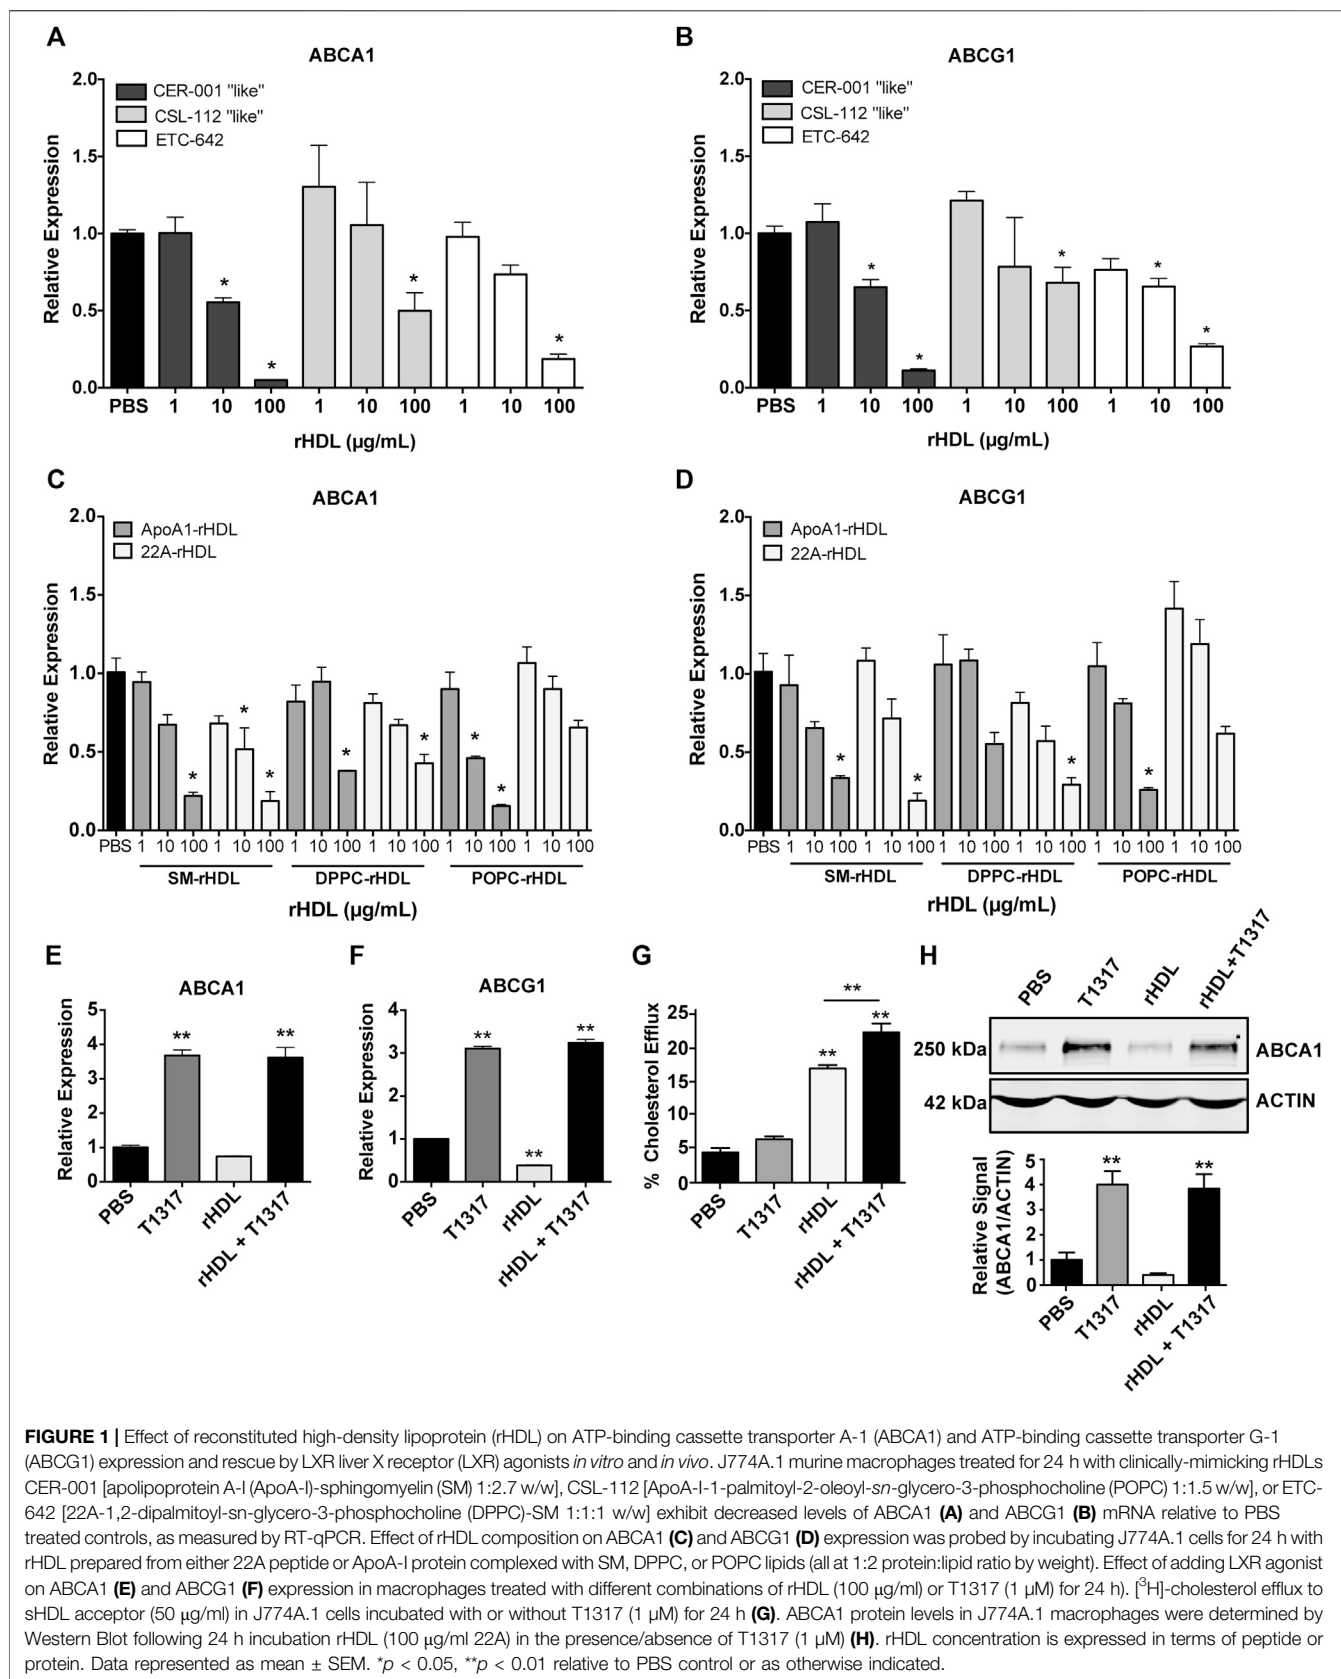 A
ABCA1
2.0
1.5
1.0
0.5
0.0
Relative Expression
CER-001 "like"
CSL-112 "like"
ETC-642
*
*
*
*
PBS 1 10 100 1 10 100 1 10 100
rHDL (µg/mL)
B
ABCG1
2.0
1.5
1.0
0.5
0.0
Relative Expression
CER-001 "like"
CSL-112 "like"
ETC-642
*
*
*
*
*
PBS 1 10 100 1 10 100 1 10 100
rHDL (µg/mL)
C
ABCA1
2.0
1.5
1.0
0.5
0.0
Relative Expression
ApoA1-rHDL
22A-rHDL
*
*
*
*
*
*
*
PBS 1 10 100 1 10 100 1 10 100 1 10 100 1 10 100 1 10 100
SM-rHDL DPPC-rHDL POPC-rHDL
rHDL (µg/mL)
D
ABCG1
2.0
1.5
1.0
0.5
0.0
Relative Expression
ApoA1-rHDL
22A-rHDL
*
*
*
*
PBS 1 10 100 1 10 100 1 10 100 1 10 100 1 10 100 1 10 100
SM-rHDL DPPC-rHDL POPC-rHDL
rHDL (µg/mL)
E
ABCA1
5
4
3
2
1
0
Relative Expression
**
**
PBS
T1317
rHDL
rHDL + T1317
F
ABCG1
4
3
2
1
0
Relative Expression
**
**
**
PBS
T1317
rHDL
rHDL + T1317
G
25
20
15
10
5
0
% Cholesterol Efflux
**
**
**
PBS
T1317
rHDL
rHDL + T1317
H
PBS
T1317
rHDL
rHDL+T1317
250 kDa
ABCA1
42 kDa
ACTIN
5
4
3
2
1
0
Relative Signal
(ABCA1/ACTIN)
**
**
PBS
T1317
rHDL
rHDL + T1317
FIGURE 1 | Effect of reconstituted high-density lipoprotein (rHDL) on ATP-binding cassette transporter A-1 (ABCA1) and ATP-binding cassette transporter G-1
(ABCG1) expression and rescue by LXR liver X receptor (LXR) agonists in vitro and in vivo. J774A.1 murine macrophages treated for 24 h with clinically-mimicking rHDLs
CER-001 [apolipoprotein A-I (ApoA-I)-sphingomyelin (SM) 1:2.7 w/w], CSL-112 [ApoA-I-1-palmitoyl-2-oleoyl-sn-glycero-3-phosphocholine (POPC) 1:1.5 w/w], or ETC-
642 [22A-1,2-dipalmitoyl-sn-glycero-3-phosphocholine (DPPC)-SM 1:1:1 w/w] exhibit decreased levels of ABCA1 (A) and ABCG1 (B) mRNA relative to PBS
treated controls, as measured by RT-qPCR. Effect of rHDL composition on ABCA1 (C) and ABCG1 (D) expression was probed by incubating J774A.1 cells for 24 h with
rHDL prepared from either 22A peptide or ApoA-I protein complexed with SM, DPPC, or POPC lipids (all at 1:2 protein:lipid ratio by weight). Effect of adding LXR agonist
on ABCA1 (E) and ABCG1 (F) expression in macrophages treated with different combinations of rHDL (100 µg/ml) or T1317 (1 µM) for 24 h). [³H]-cholesterol efflux to
sHDL acceptor (50 µg/ml) in J774A.1 cells incubated with or without T1317 (1 µM) for 24 h (G). ABCA1 protein levels in J774A.1 macrophages were determined by
Western Blot following 24 h incubation rHDL (100 µg/ml 22A) in the presence/absence of T1317 (1 µM) (H). rHDL concentration is expressed in terms of peptide or
protein. Data represented as mean ± SEM. *p < 0.05, **p < 0.01 relative to PBS control or as otherwise indicated.